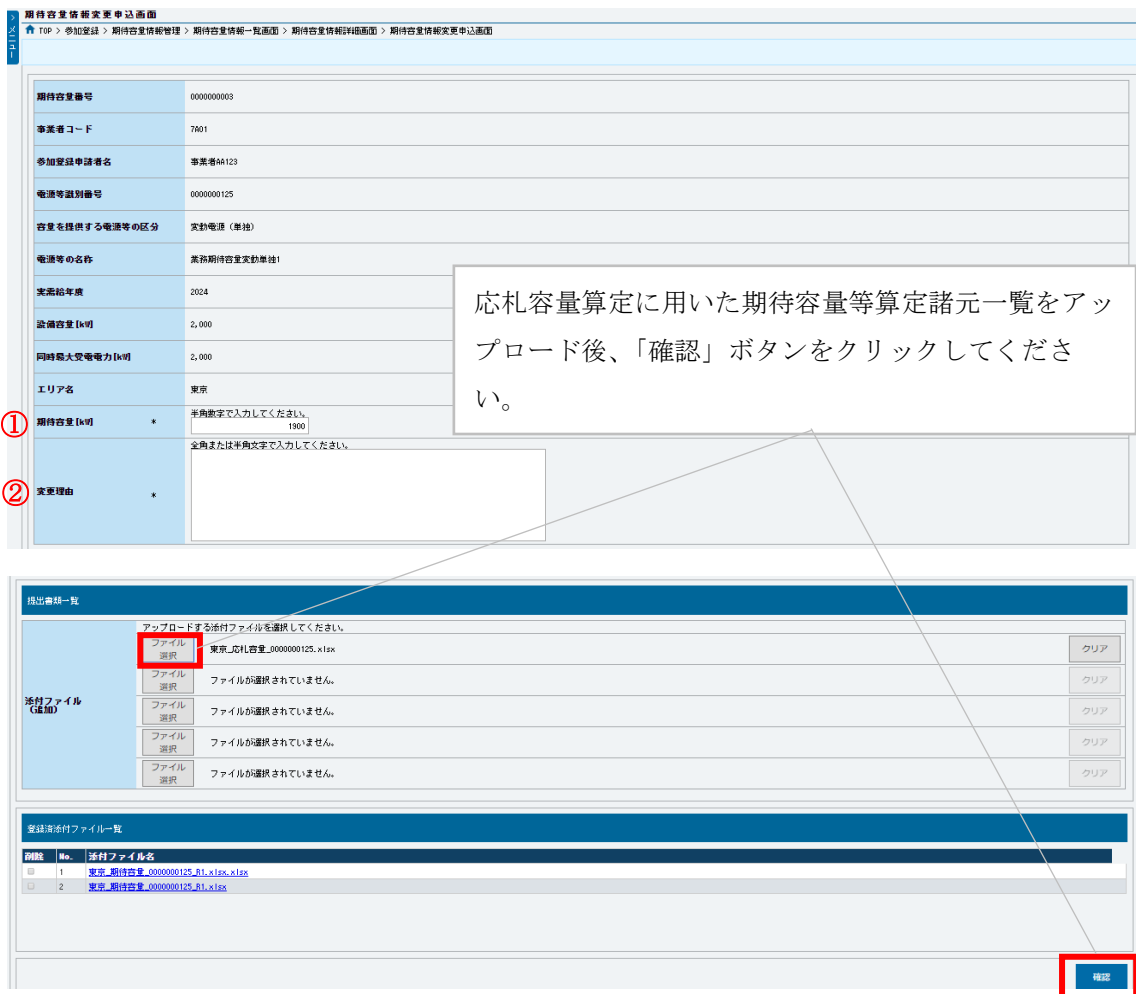 期待容量情報変更申込画面
> メニュー
TOP > 参加登録 > 期待容量情報管理 > 期待容量情報一覧画面 > 期待容量情報詳細画面 > 期待容量情報変更申込画面
期待容量番号 0000000003
事業者コード 7A01
参加登録申請者名 事業者AA123
電源等識別番号 0000000125
容量を提供する電源等の区分 変動電源（単独）
電源等の名称 業務期待容量変動単独1
実需給年度 2024
設備容量[kW] 2,000
同時最大受電電力[kW] 2,000
エリア名 東京
応札容量算定に用いた期待容量等算定諸元一覧をアッ
プロード後、「確認」ボタンをクリックしてくださ
い。
① 期待容量[kW] * 半角数字で入力してください。
1900
全角または半角文字で入力してください。
② 変更理由 *
提出書類一覧
アップロードする添付ファイルを選択してください。
添付ファイル
（追加）
ファイル
選択 東京_応札容量_0000000125.xlsx クリア
ファイル
選択 ファイルが選択されていません。 クリア
ファイル
選択 ファイルが選択されていません。 クリア
ファイル
選択 ファイルが選択されていません。 クリア
ファイル
選択 ファイルが選択されていません。 クリア
登録済添付ファイル一覧
削除 No. 添付ファイル名
1 東京_期待容量_0000000125_R1.xlsx.xlsx
2 東京_期待容量_0000000125_R1.xlsx
確認